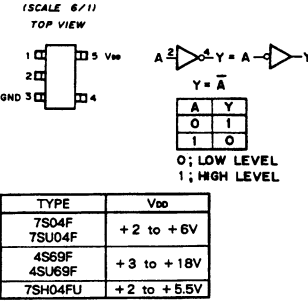 (SCALE 6/1)
TOP VIEW
1 5 VDD
2
GND 3 4
A 2 4 Y = A Y
Y = A̅
A Y
0 1
1 0
0; LOW LEVEL
1; HIGH LEVEL
TYPE VDD
7S04F
7SU04F +2 to +6V
4S69F
4SU69F +3 to +18V
7SH04FU +2 to +5.5V